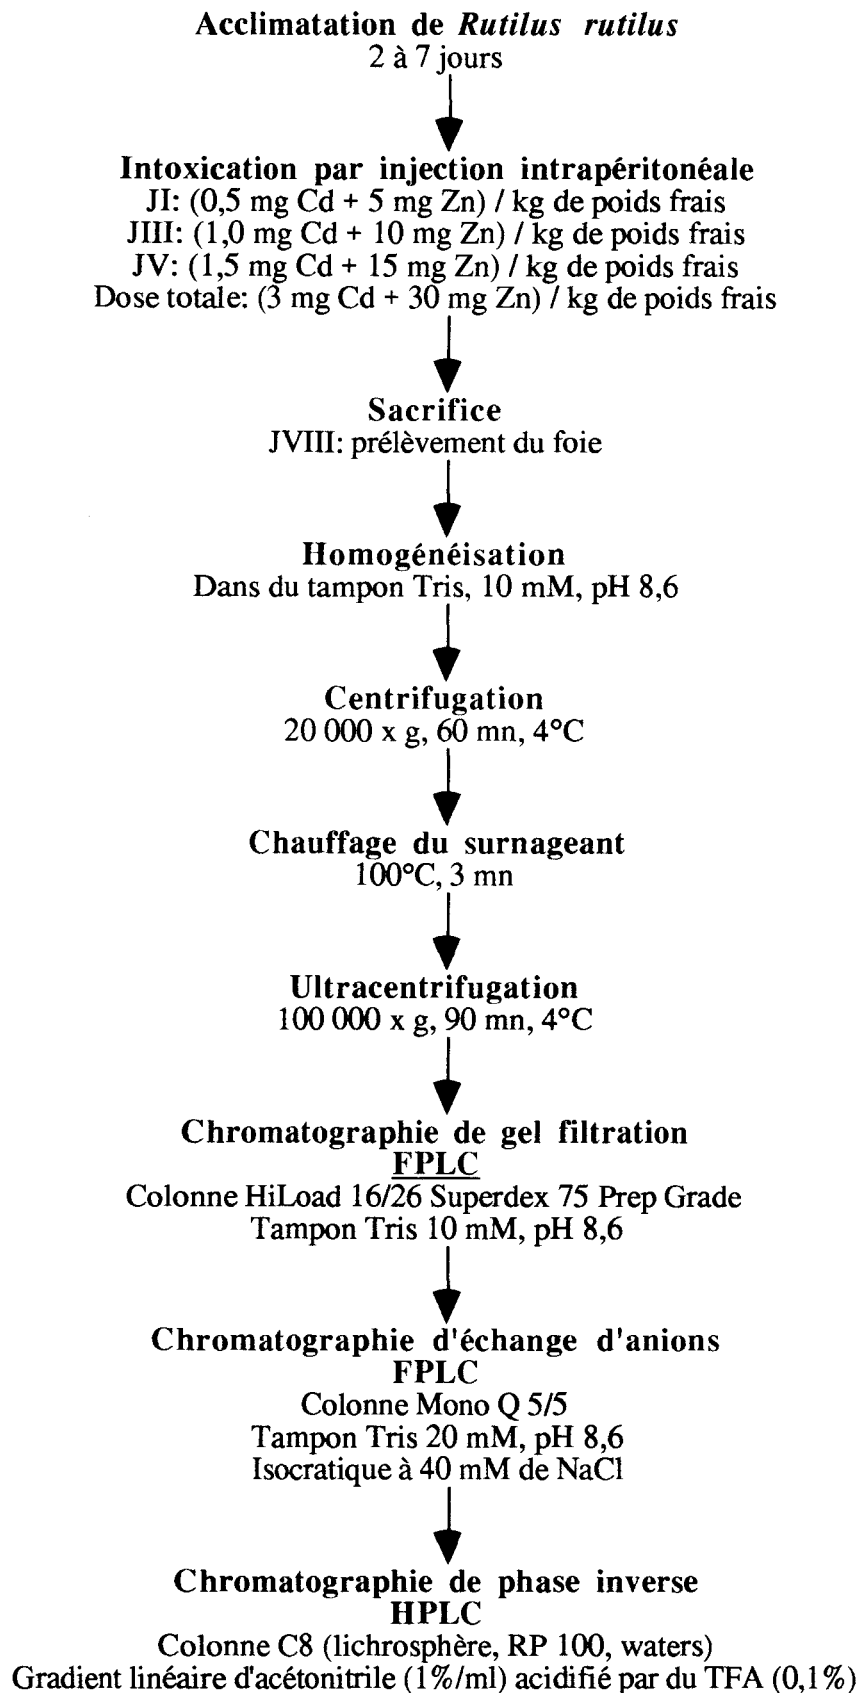 Acclimatation de Rutilus rutilus
2 à 7 jours
Intoxication par injection intrapéritonéale
JI: (0,5 mg Cd + 5 mg Zn) / kg de poids frais
JIII: (1,0 mg Cd + 10 mg Zn) / kg de poids frais
JV: (1,5 mg Cd + 15 mg Zn) / kg de poids frais
Dose totale: (3 mg Cd + 30 mg Zn) / kg de poids frais
Sacrifice
JVIII: prélèvement du foie
Homogénéisation
Dans du tampon Tris, 10 mM, pH 8,6
Centrifugation
20 000 x g, 60 mn, 4°C
Chauffage du surnageant
100°C, 3 mn
Ultracentrifugation
100 000 x g, 90 mn, 4°C
Chromatographie de gel filtration
FPLC
Colonne HiLoad 16/26 Superdex 75 Prep Grade
Tampon Tris 10 mM, pH 8,6
Chromatographie d'échange d'anions
FPLC
Colonne Mono Q 5/5
Tampon Tris 20 mM, pH 8,6
Isocratique à 40 mM de NaCl
Chromatographie de phase inverse
HPLC
Colonne C8 (lichrosphère, RP 100, waters)
Gradient linéaire d'acétonitrile (1%/ml) acidifié par du TFA (0,1%)